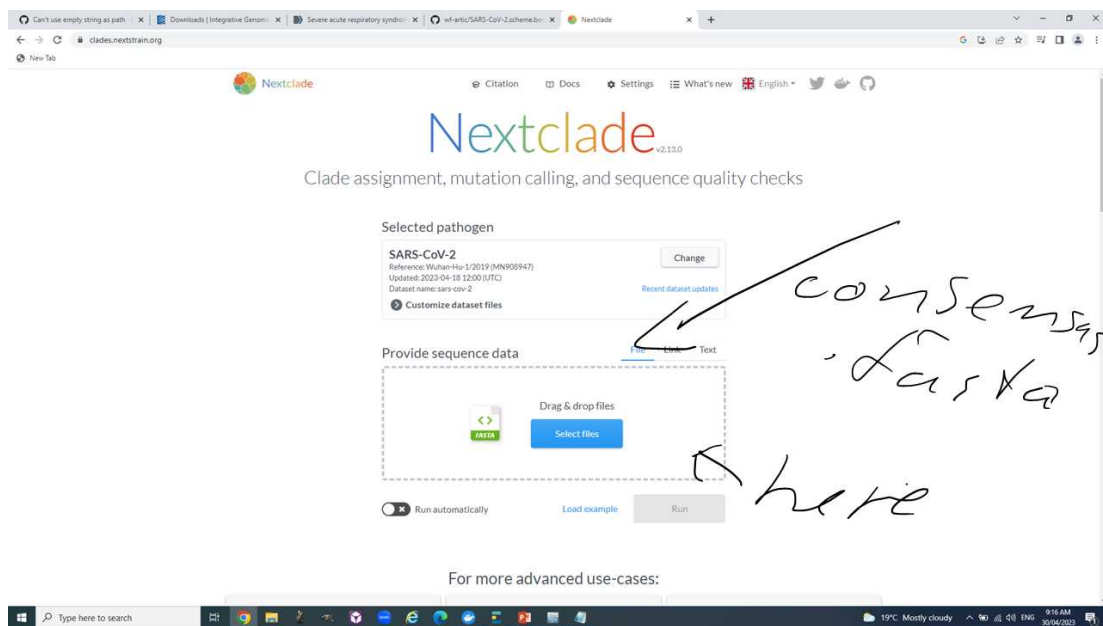 Can't use empty string as path -
Downloads | Integrative Genomi
Severe acute respiratory syndrom
wf-artic/SARS-CoV-2.scheme.be
Nextclade
clades.nextstrain.org
New Tab
Nextclade
Citation
Docs
Settings
What's new
English
Nextclade v2.13.0
Clade assignment, mutation calling, and sequence quality checks
Selected pathogen
SARS-CoV-2
Change
Reference: Wuhan-Hu-1/2019 (MN908947)
Updated: 2023-04-18 12:00 (UTC)
Dataset name: sars-cov-2
Recent dataset updates
Customize dataset files
consensas
.fasta
Provide sequence data
File Link Text
Drag & drop files
FASTA
Select files
here
Run automatically
Load example
Run
For more advanced use-cases:
Type here to search
19°C Mostly cloudy
ENG
9:16 AM
30/04/2023